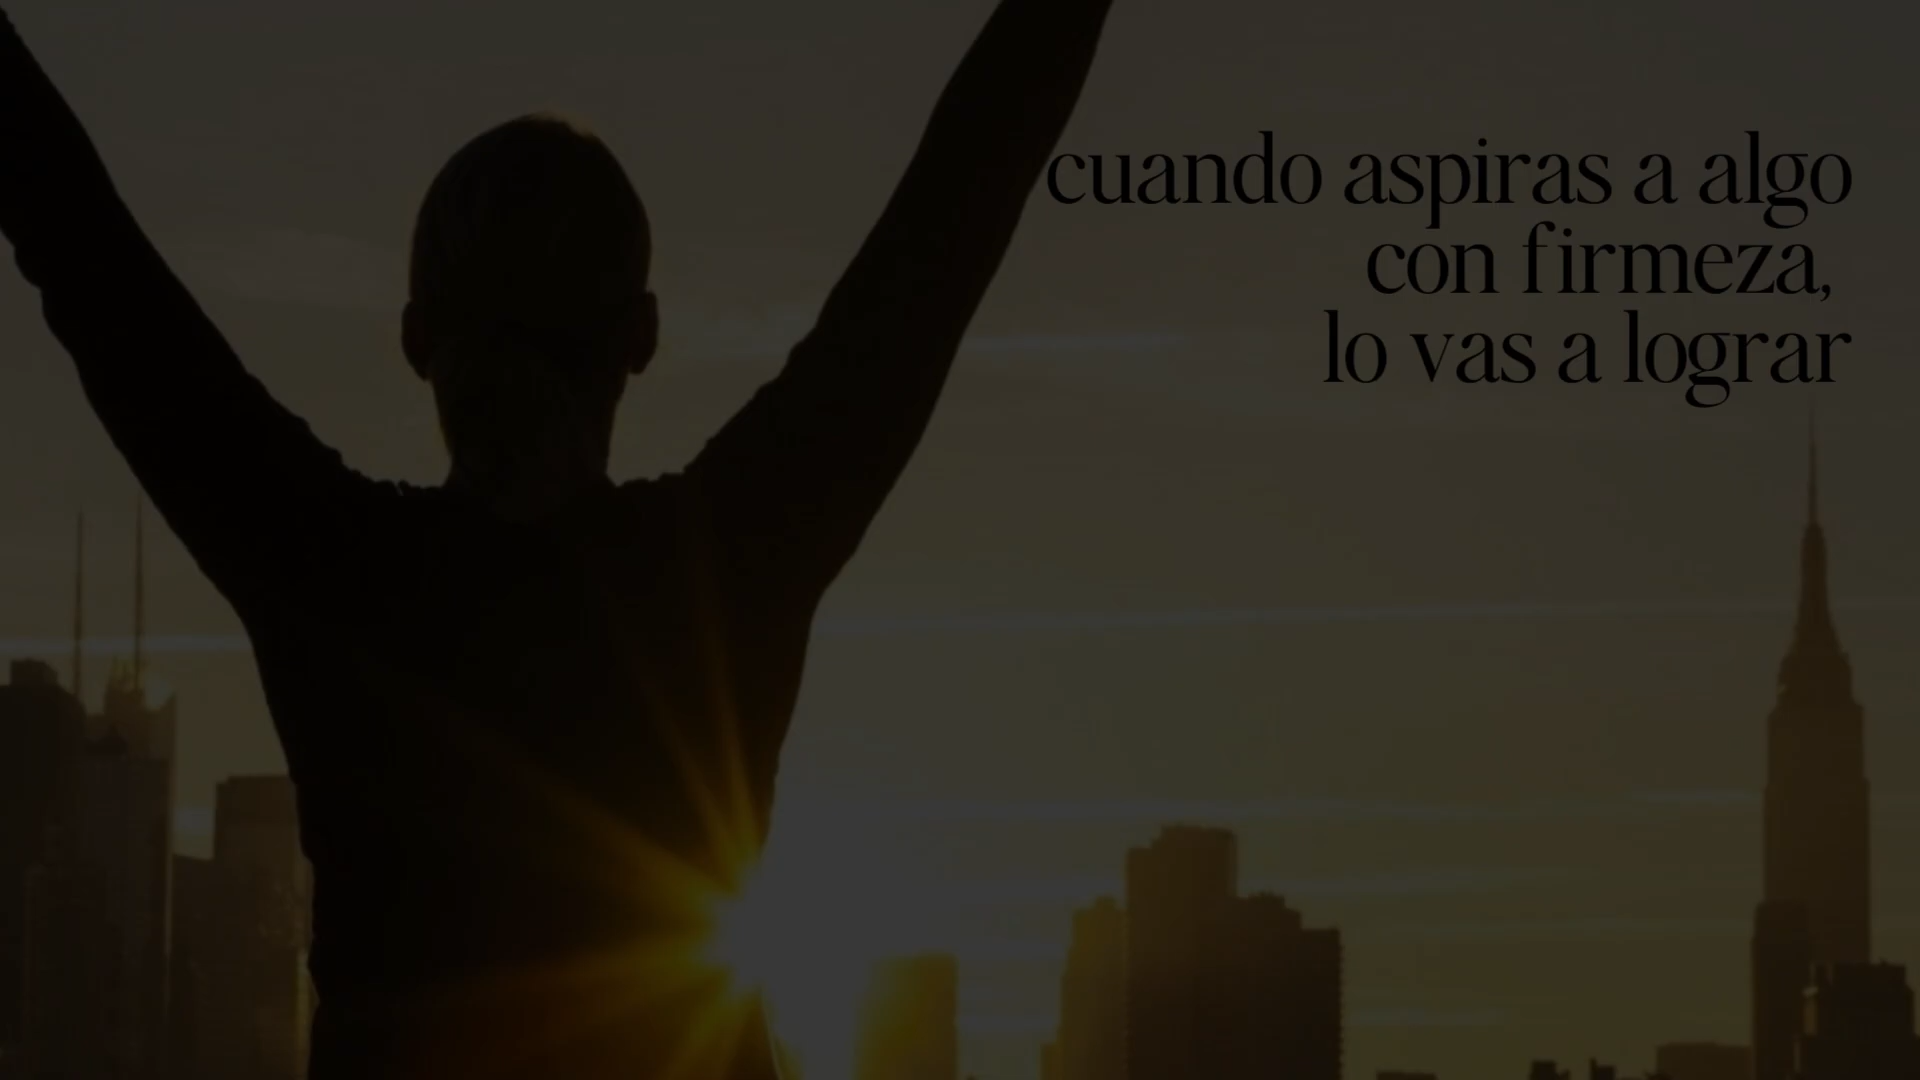 cuando aspiras a algo
con firmeza,
lo vas a lograr